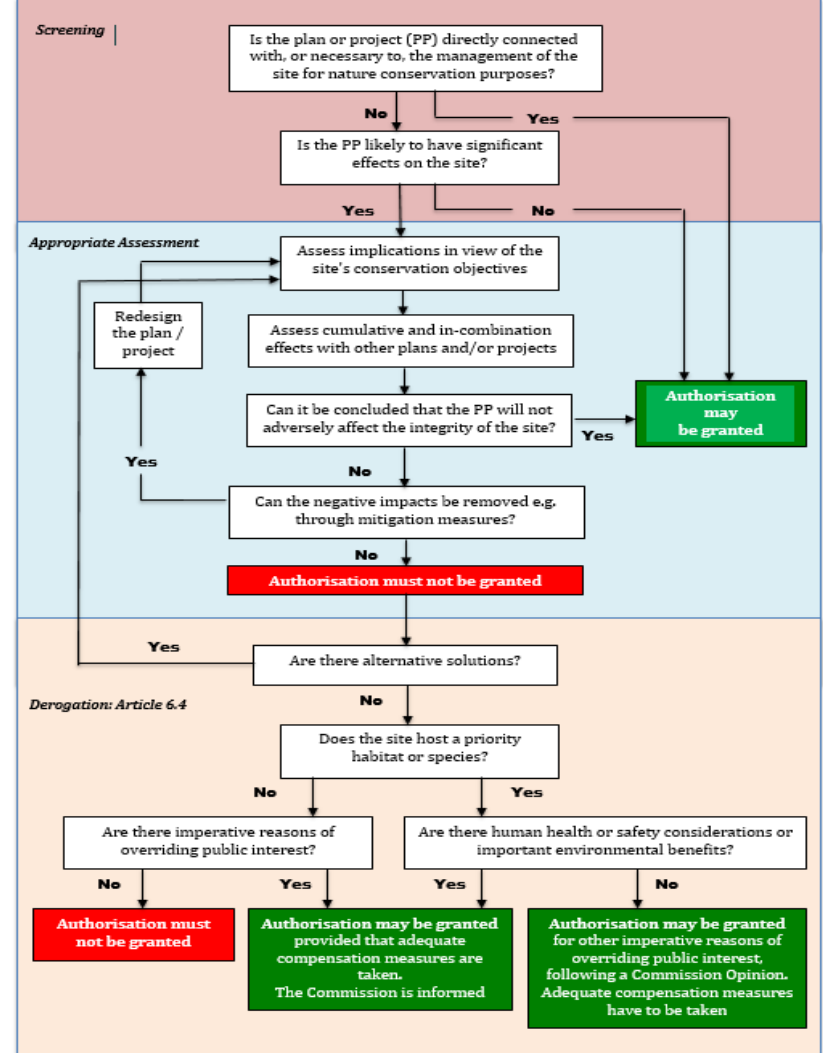 Screening
Is the plan or project (PP) directly connected
with, or necessary to, the management of the
site for nature conservation purposes?
No
Yes
Is the PP likely to have significant
effects on the site?
Yes
No
Appropriate Assessment
Assess implications in view of the
site's conservation objectives
Redesign
the plan /
project
Assess cumulative and in-combination
effects with other plans and/or projects
Authorisation
may
be granted
Can it be concluded that the PP will not
adversely affect the integrity of the site?
Yes
Yes
No
Can the negative impacts be removed e.g.
through mitigation measures?
No
Authorisation must not be granted
Yes
Are there alternative solutions?
No
Derogation: Article 6.4
Does the site host a priority
habitat or species?
No
Yes
Are there imperative reasons of
overriding public interest?
Are there human health or safety considerations or
important environmental benefits?
No
Yes
Yes
No
Authorisation must
not be granted
Authorisation may be granted
provided that adequate
compensation measures are
taken.
The Commission is informed
Authorisation may be granted
for other imperative reasons of
overriding public interest,
following a Commission Opinion.
Adequate compensation measures
have to be taken